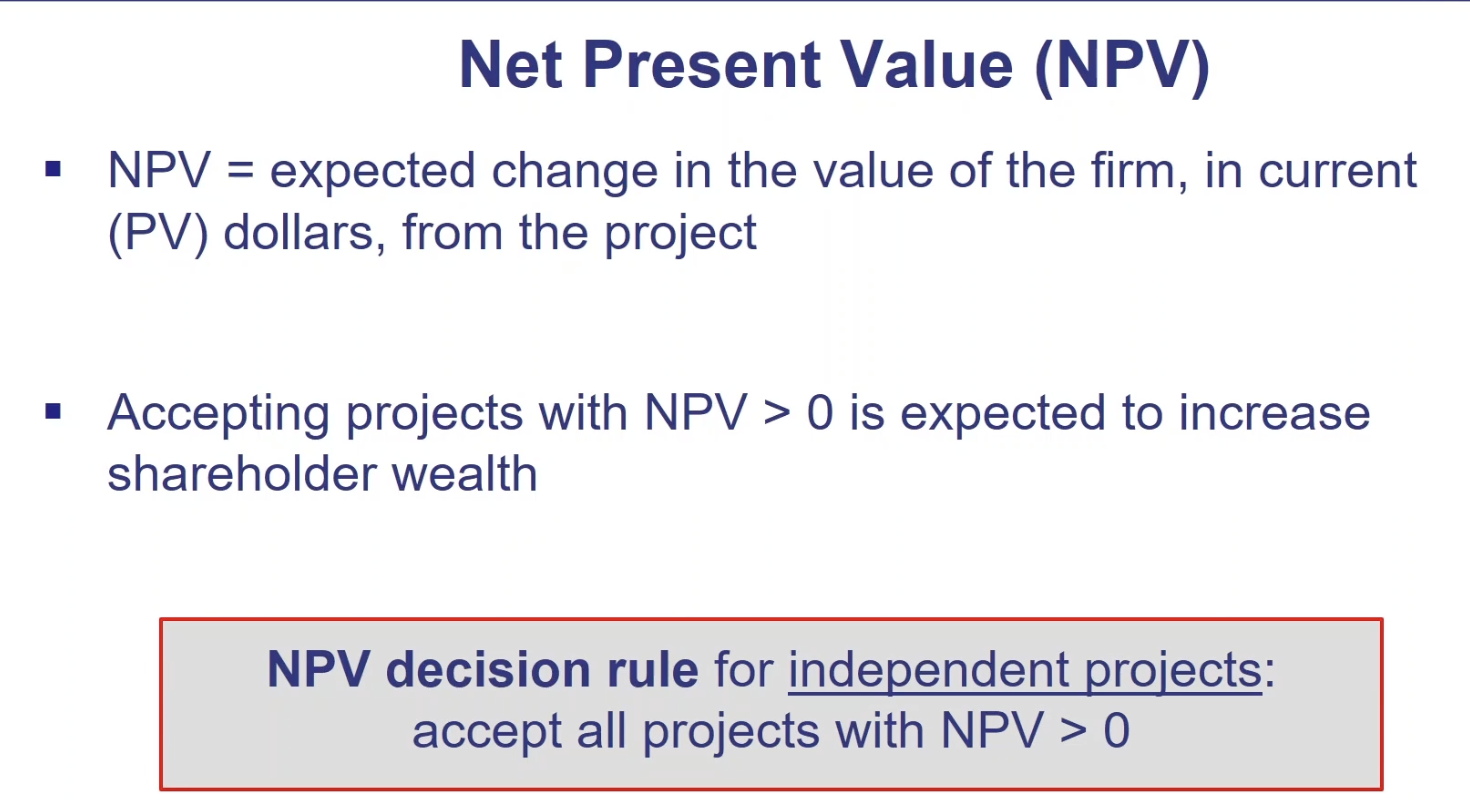 Net Present Value (NPV)
▪ NPV = expected change in the value of the firm, in current
(PV) dollars, from the project
▪ Accepting projects with NPV > 0 is expected to increase
shareholder wealth
NPV decision rule for independent projects:
accept all projects with NPV > 0